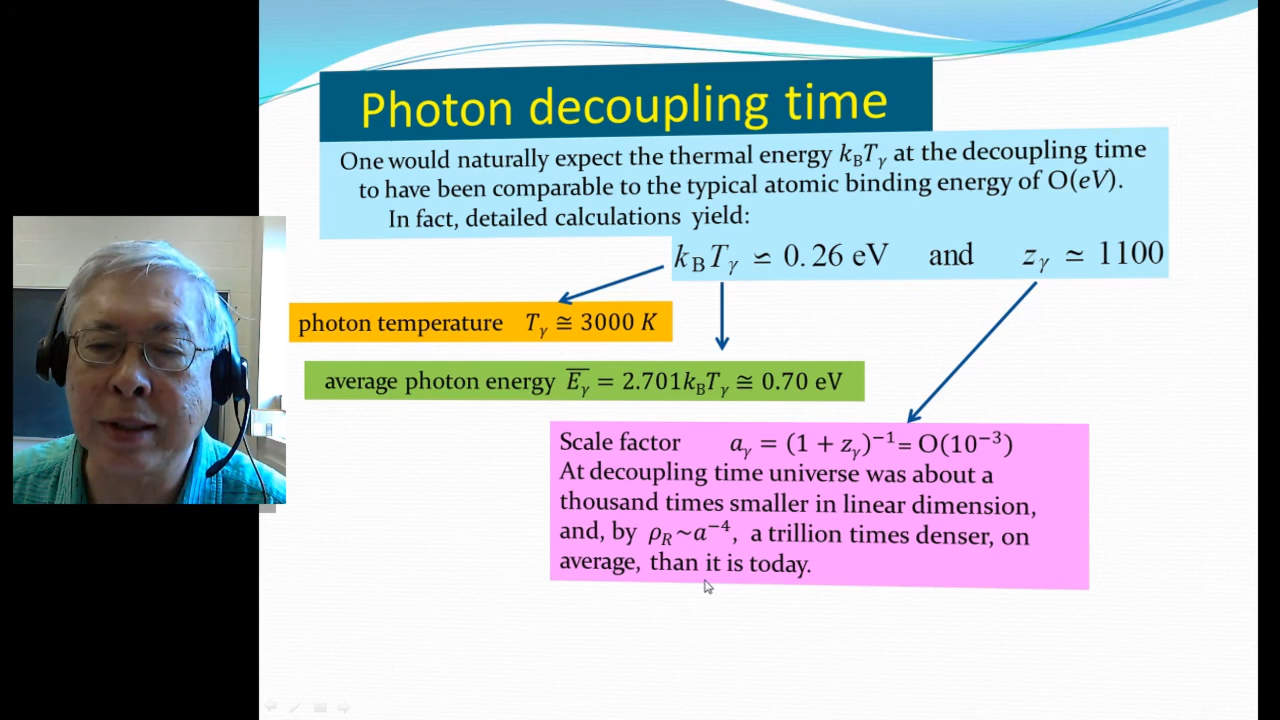 Photon decoupling time
One would naturally expect the thermal energy k_B T_γ at the decoupling time
to have been comparable to the typical atomic binding energy of O(eV).
In fact, detailed calculations yield:
k_B T_γ ≃ 0.26 eV and z_γ ≃ 1100
photon temperature T_γ ≅ 3000 K
average photon energy \overline{E_γ} = 2.701k_B T_γ ≅ 0.70 eV
Scale factor a_γ = (1 + z_γ)^{−1} = O(10^{−3})
At decoupling time universe was about a
thousand times smaller in linear dimension,
and, by ρ_R~a^{−4}, a trillion times denser, on
average, than it is today.